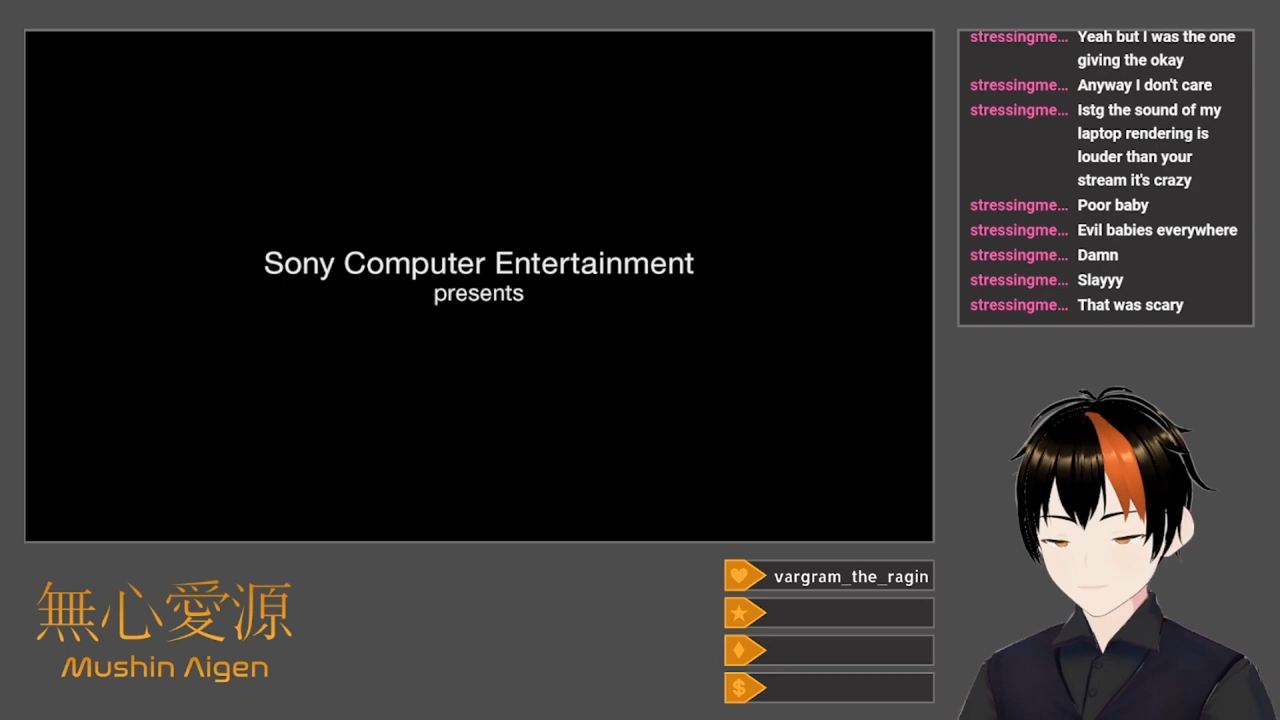 Sony Computer Entertainment
presents
stressingme... Yeah but I was the one
giving the okay
stressingme... Anyway I don't care
stressingme... Istg the sound of my
laptop rendering is
louder than your
stream it's crazy
stressingme... Poor baby
stressingme... Evil babies everywhere
stressingme... Damn
stressingme... Slayyy
stressingme... That was scary
vargram_the_ragin
無心愛源
Mushin Aigen